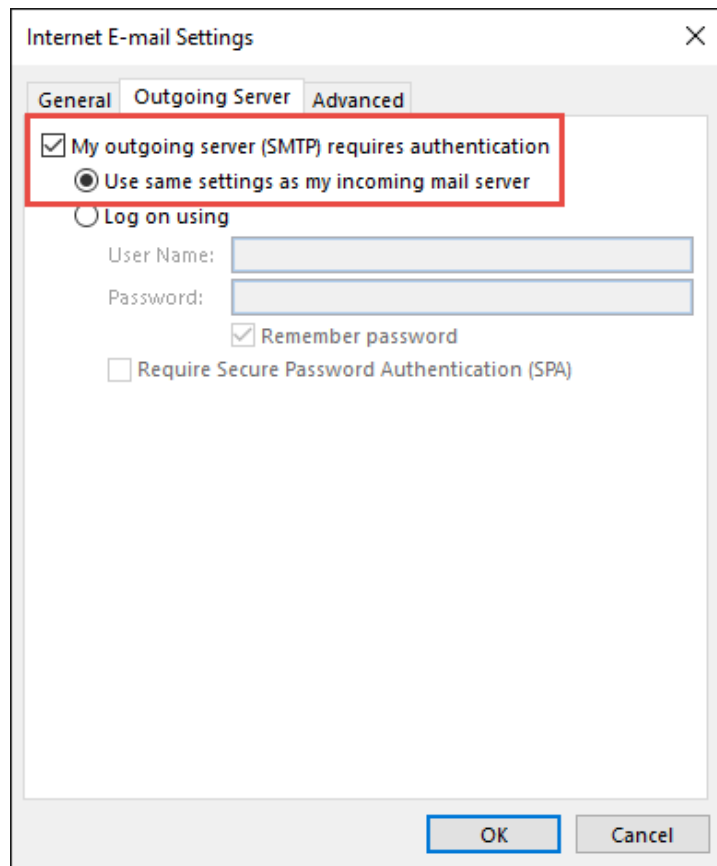 Internet E-mail Settings
General Outgoing Server Advanced
My outgoing server (SMTP) requires authentication
Use same settings as my incoming mail server
Log on using
User Name:
Password:
Remember password
Require Secure Password Authentication (SPA)
OK Cancel